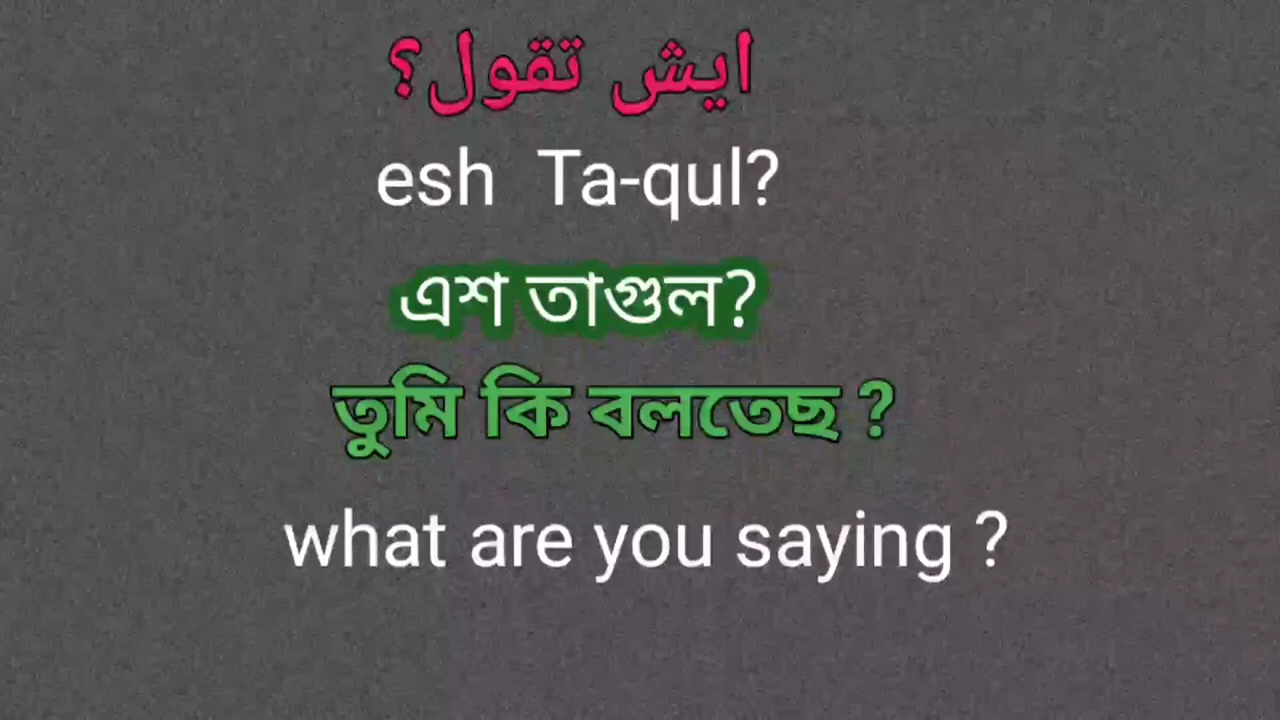 ايش تقول؟
esh Ta-qul?
এশ তাগুল?
তুমি কি বলতেছ ?
what are you saying ?